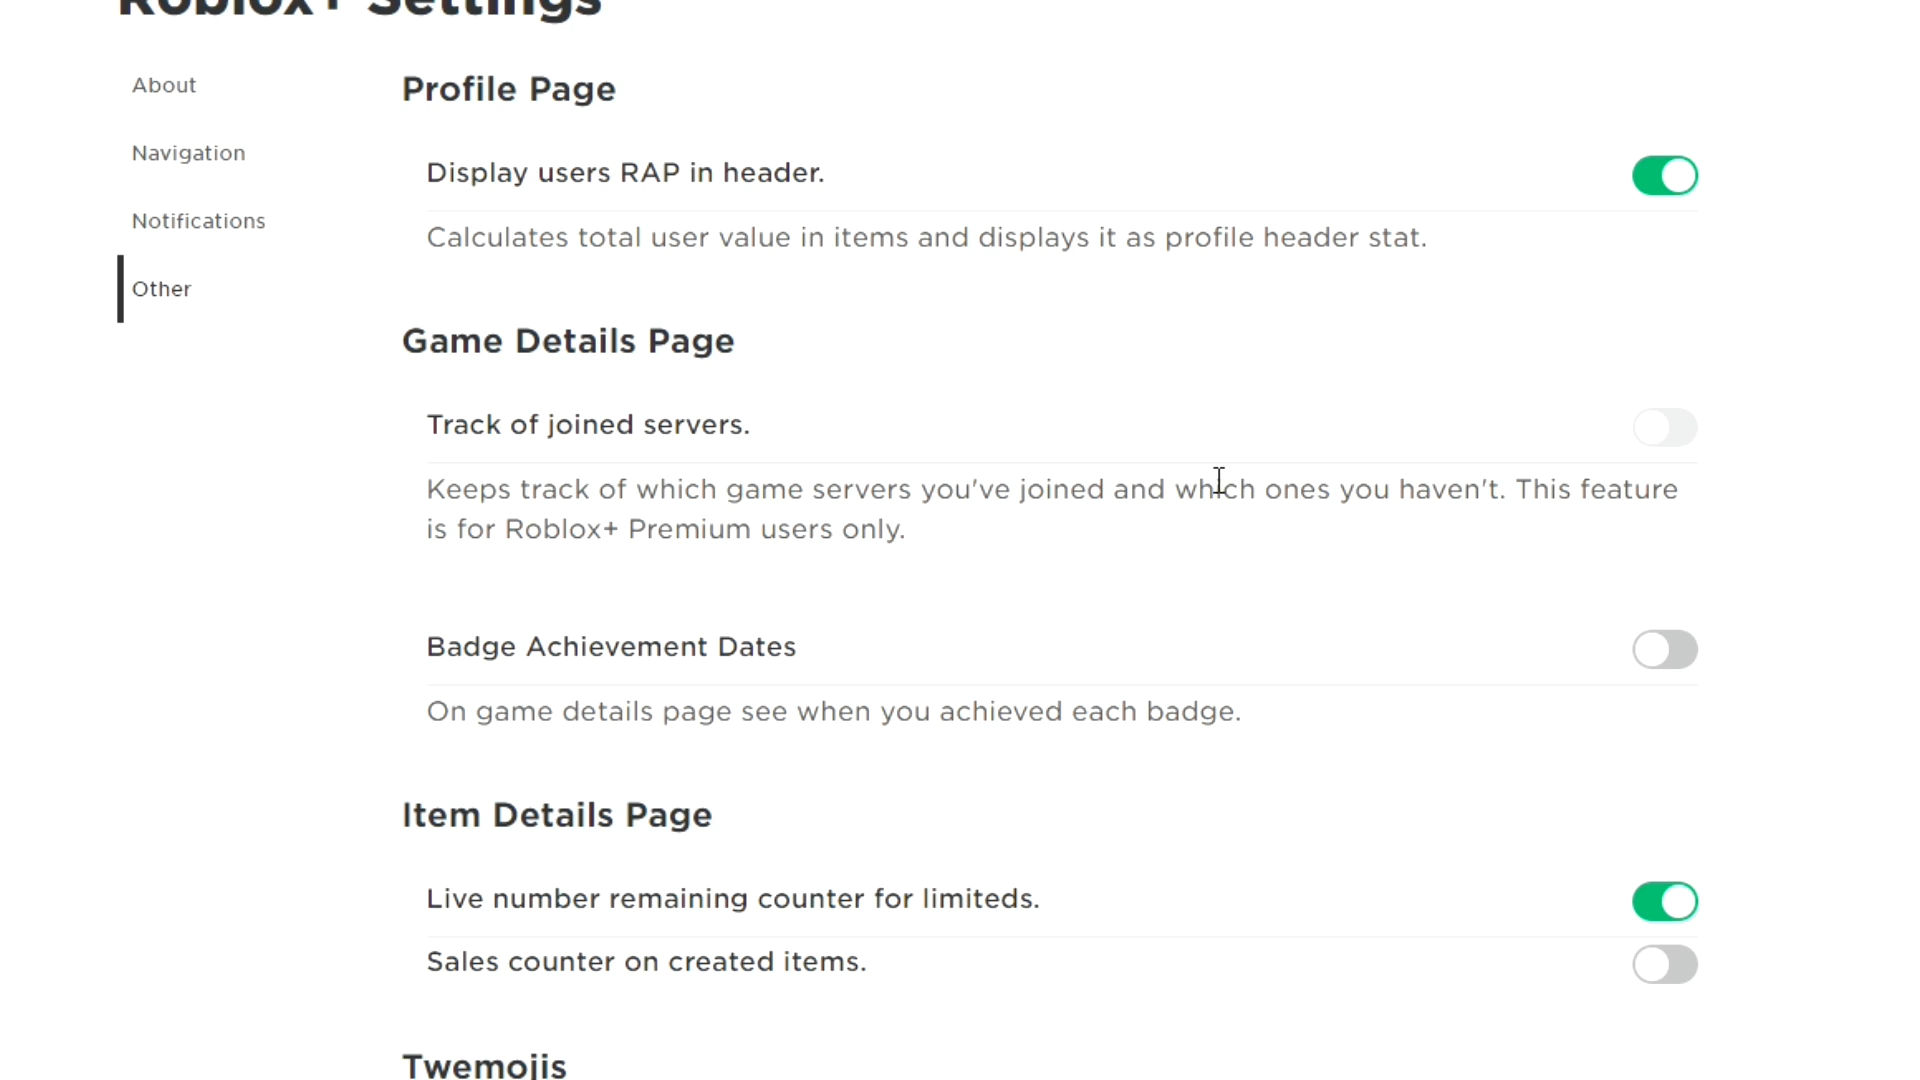 Roblox+ Settings
About
Navigation
Notifications
Other
Profile Page
Display users RAP in header.
Calculates total user value in items and displays it as profile header stat.
Game Details Page
Track of joined servers.
Keeps track of which game servers you've joined and which ones you haven't. This feature
is for Roblox+ Premium users only.
Badge Achievement Dates
On game details page see when you achieved each badge.
Item Details Page
Live number remaining counter for limiteds.
Sales counter on created items.
Twemojis